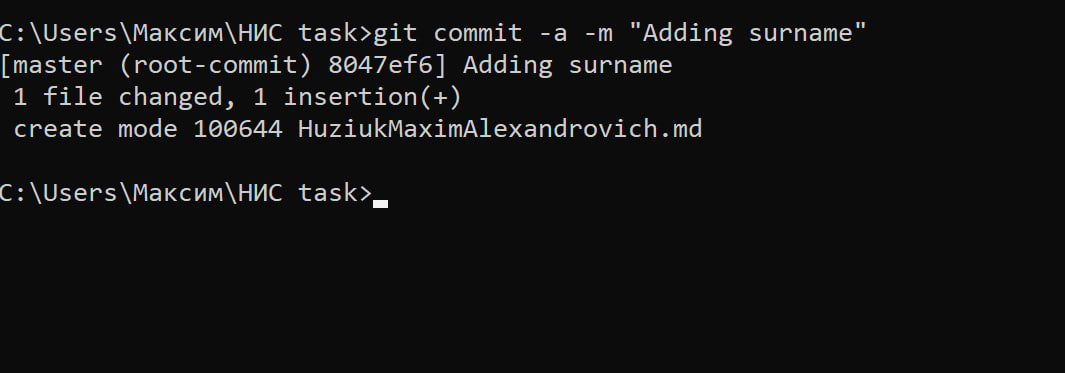 C:\Users\Максим\НИС task>git commit -a -m "Adding surname"
[master (root-commit) 8047ef6] Adding surname
 1 file changed, 1 insertion(+)
 create mode 100644 HuziukMaximAlexandrovich.md
C:\Users\Максим\НИС task>